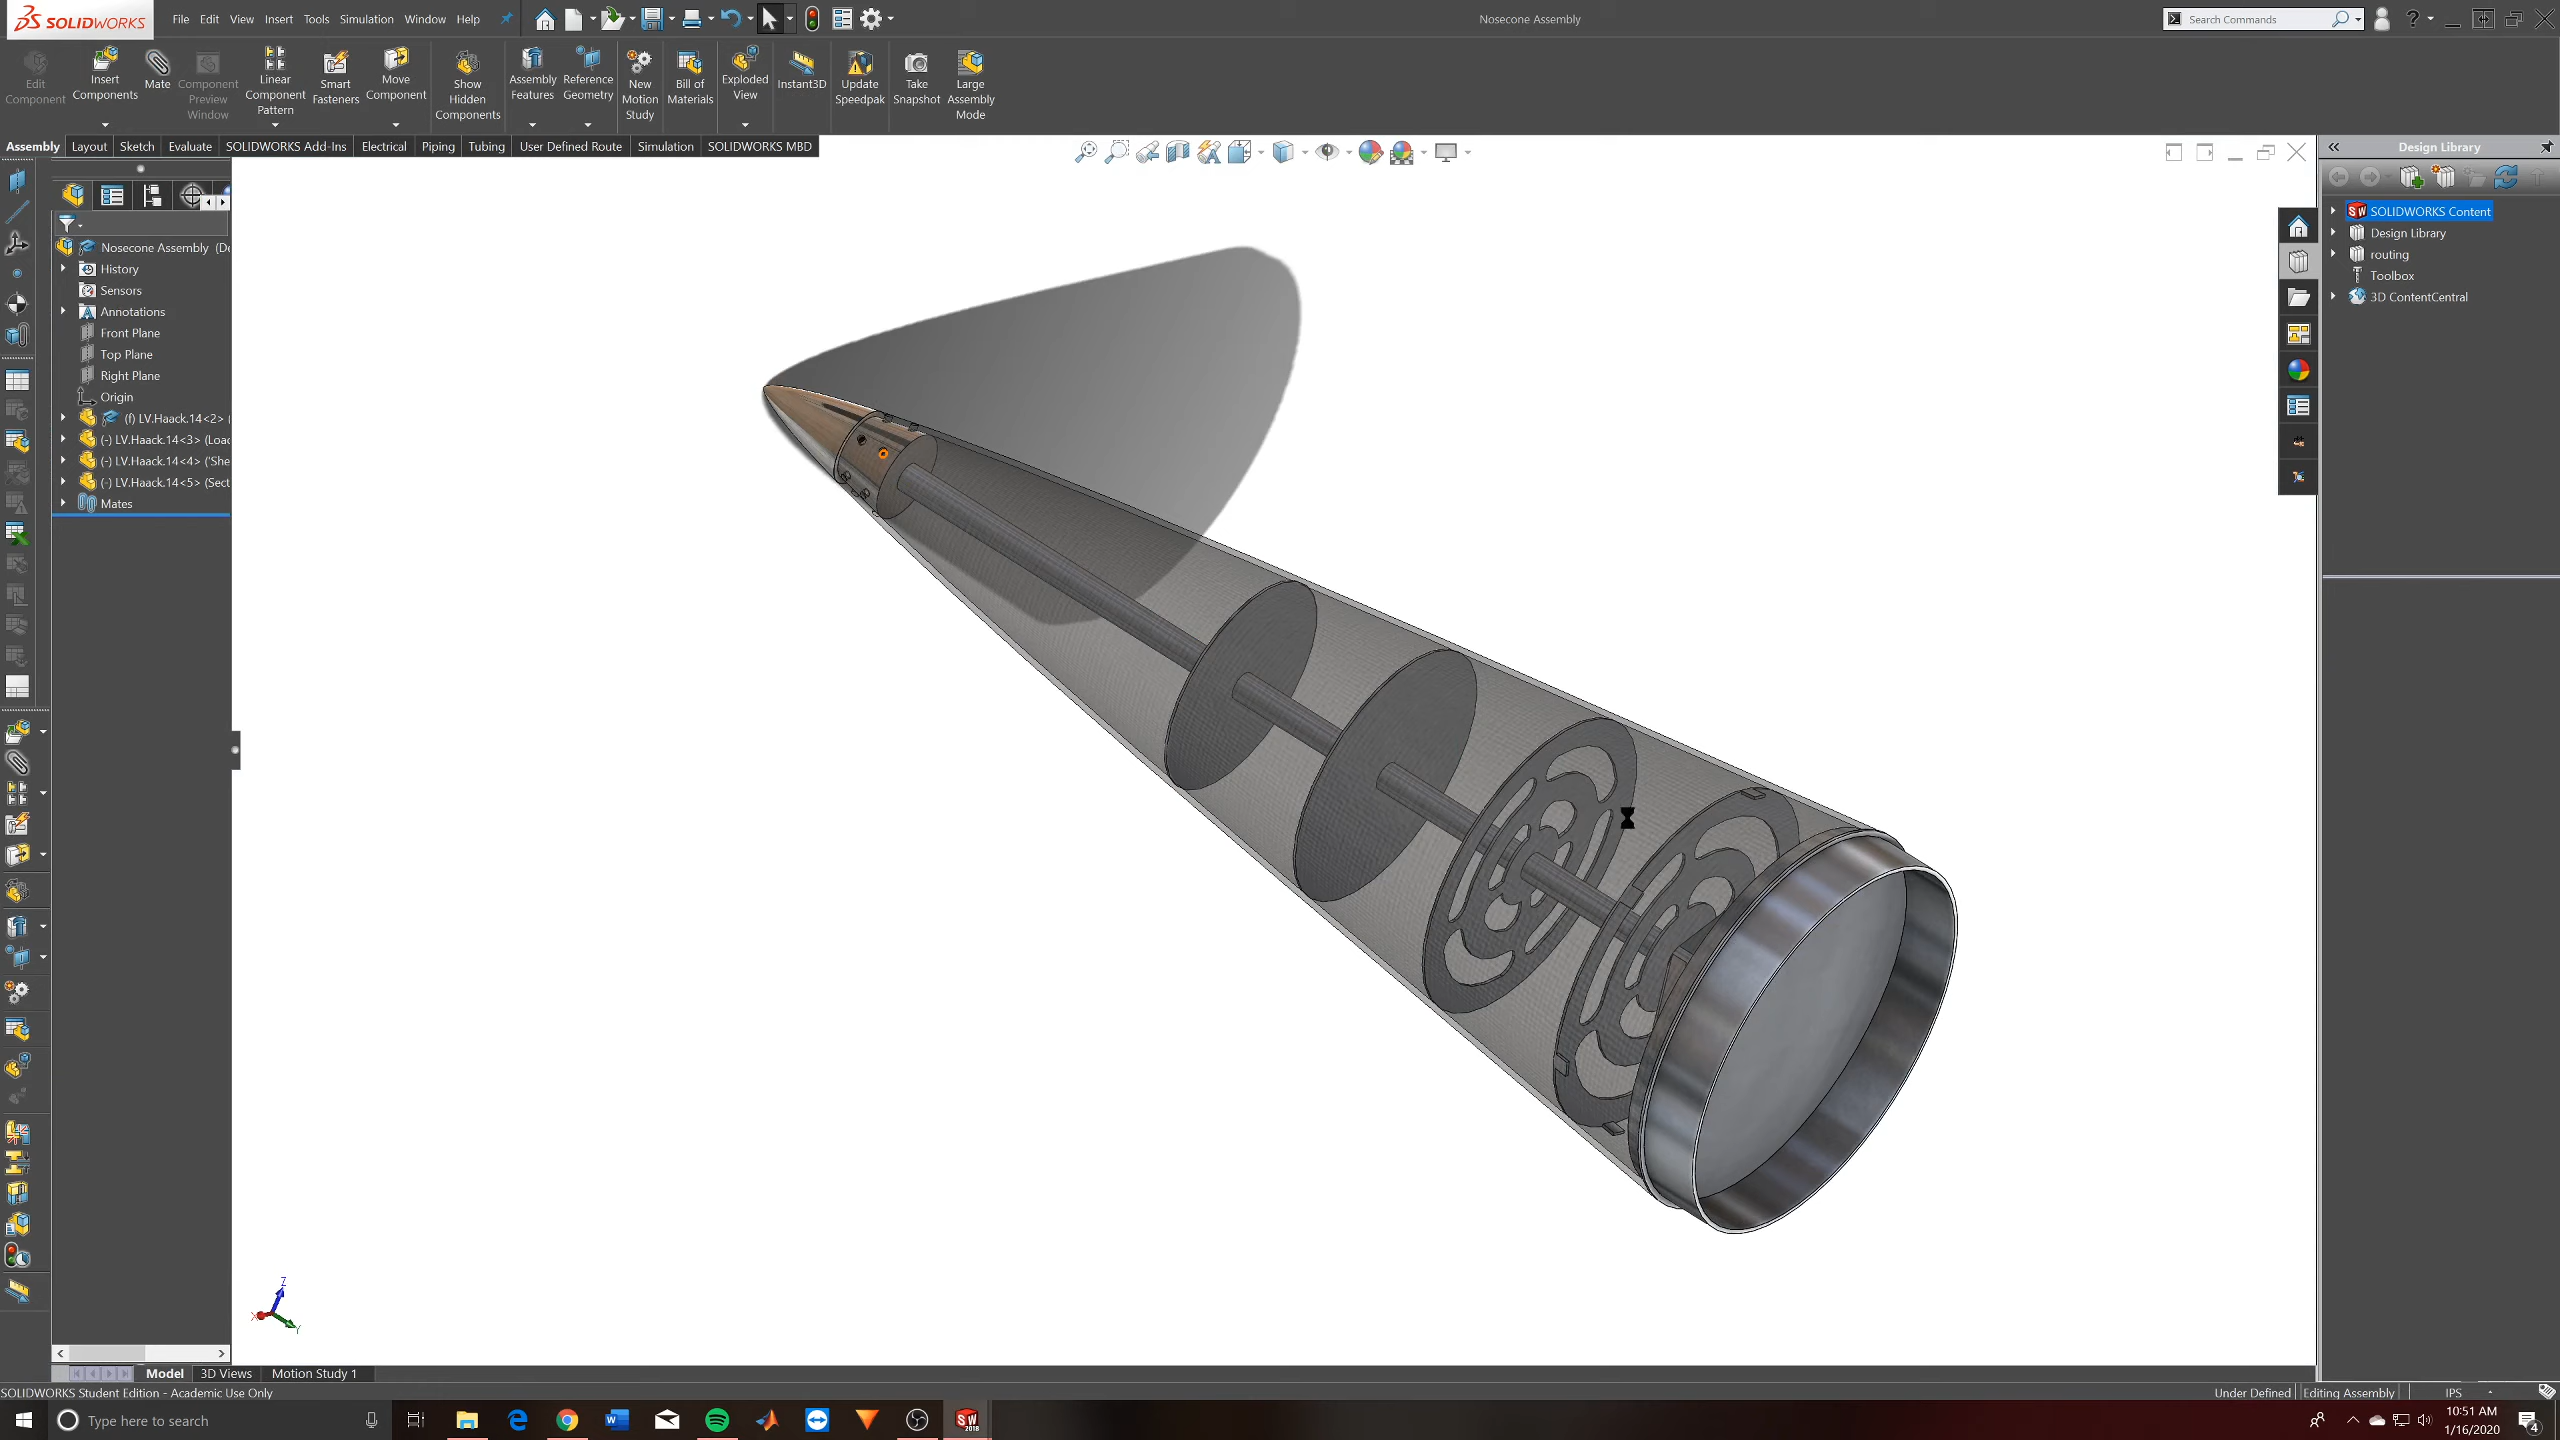 SOLIDWORKS File Edit View Insert Tools Simulation Window Help
Nosecone Assembly
Search Commands
Edit Component
Insert Components
Mate
Component Preview Window
Linear Component Pattern
Smart Fasteners
Move Component
Show Hidden Components
Assembly Features
Reference Geometry
New Motion Study
Bill of Materials
Exploded View
Instant3D
Update Speedpak
Take Snapshot
Large Assembly Mode
Assembly Layout Sketch Evaluate SOLIDWORKS Add-Ins Electrical Piping Tubing User Defined Route Simulation SOLIDWORKS MBD
Nosecone Assembly (De
History
Sensors
Annotations
Front Plane
Top Plane
Right Plane
Origin
(f) LV.Haack.14<2> (
(-) LV.Haack.14<3> (Load
(-) LV.Haack.14<4> ('She
(-) LV.Haack.14<5> (Sect
Mates
Design Library
SOLIDWORKS Content
Design Library
routing
Toolbox
3D ContentCentral
Z
X
Y
Model 3D Views Motion Study 1
SOLIDWORKS Student Edition - Academic Use Only
Under Defined Editing Assembly IPS
Type here to search
10:51 AM
1/16/2020
4